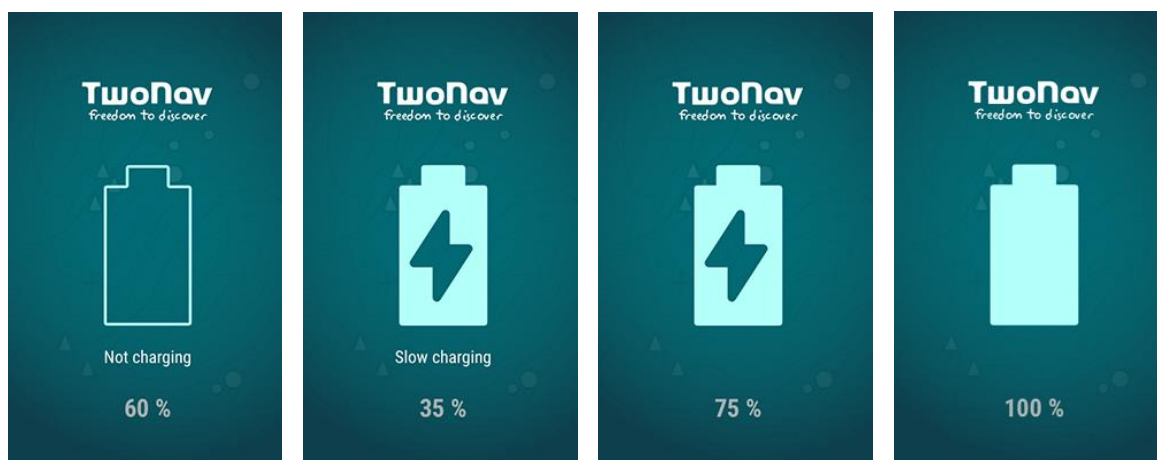 TwoNav
freedom to discover
Not charging
60 %
TwoNav
freedom to discover
Slow charging
35 %
TwoNav
freedom to discover
75 %
TwoNav
freedom to discover
100 %